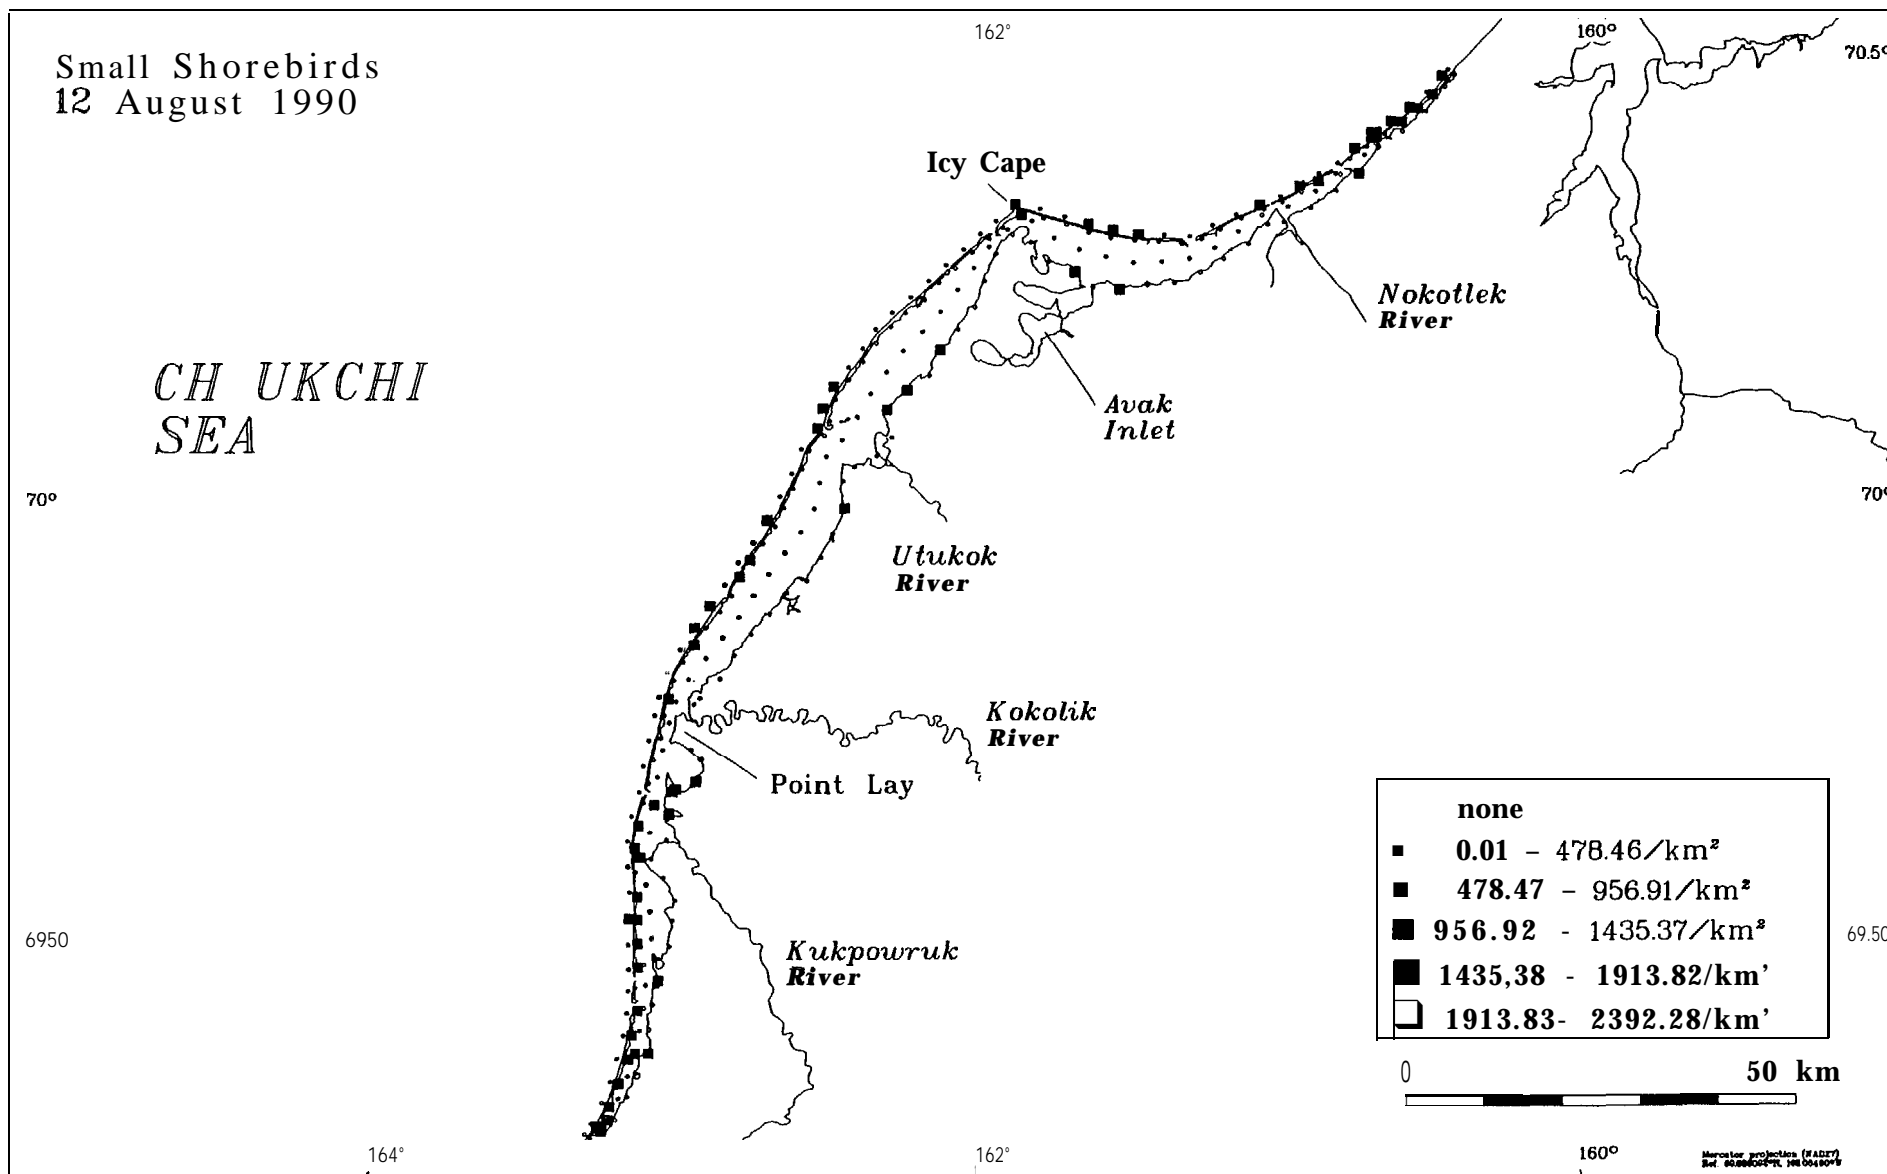 162°
160°
70.5°
Small Shorebirds
12 August 1990
Icy Cape
Nokotlek
River
CH UKCHI
SEA
Avak
Inlet
70°
70°
Utukok
River
Kokolik
River
Point Lay
none
0.01 – 478.46/km²
478.47 – 956.91/km²
956.92 - 1435.37/km²
1435,38 - 1913.82/km'
1913.83- 2392.28/km'
6950
69.50
Kukpowruk
River
0 50 km
164°
162°
160°
Mercator projection (NAD27)